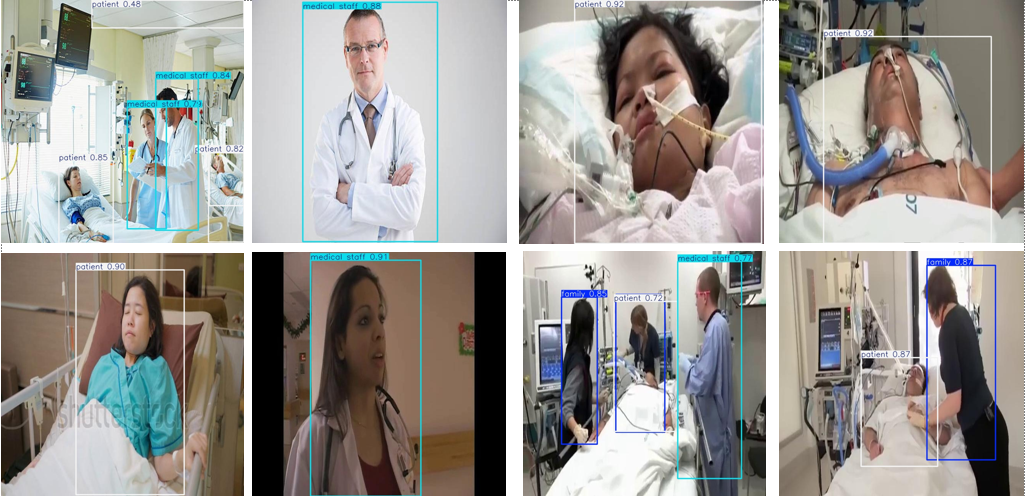 patient 0.48
medical staff 0.84
medical staff 0.79
patient 0.85
patient 0.82
medical staff 0.88
patient 0.92
patient 0.92
07
patient 0.90
shutterstock
medical staff 0.91
family 0.85
patient 0.72
medical staff 0.77
family 0.87
patient 0.87